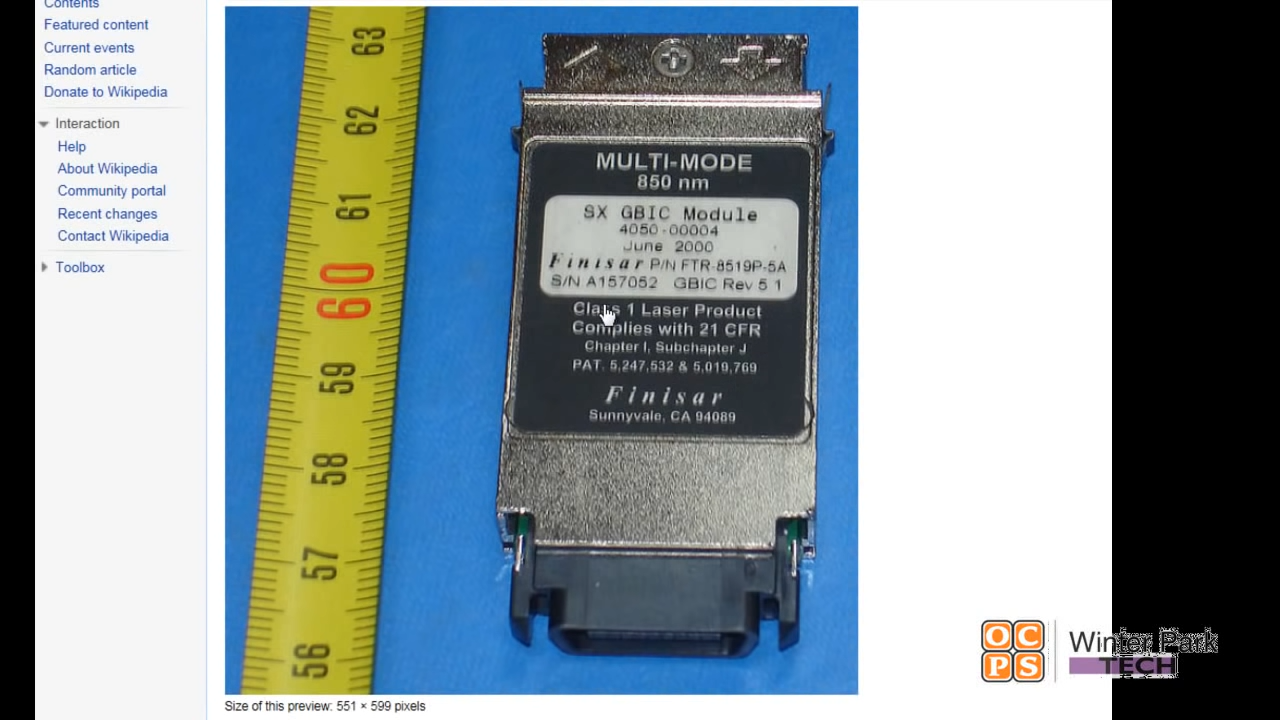 Contents
Featured content
Current events
Random article
Donate to Wikipedia
Interaction
Help
About Wikipedia
Community portal
Recent changes
Contact Wikipedia
Toolbox
63
62
61
60
60
59
58
57
56
MULTI-MODE
850 nm
SX GBIC Module
4050-00004
June 2000
Finisar P/N FTR-8519P-5A
S/N A157052 GBIC Rev 5 1
Class 1 Laser Product
Complies with 21 CFR
Chapter I, Subchapter J
PAT. 5,247,532 & 5,019,769
Finisar
Sunnyvale, CA 94089
Size of this preview: 551 × 599 pixels
OC
PS
Winter Park
TECH